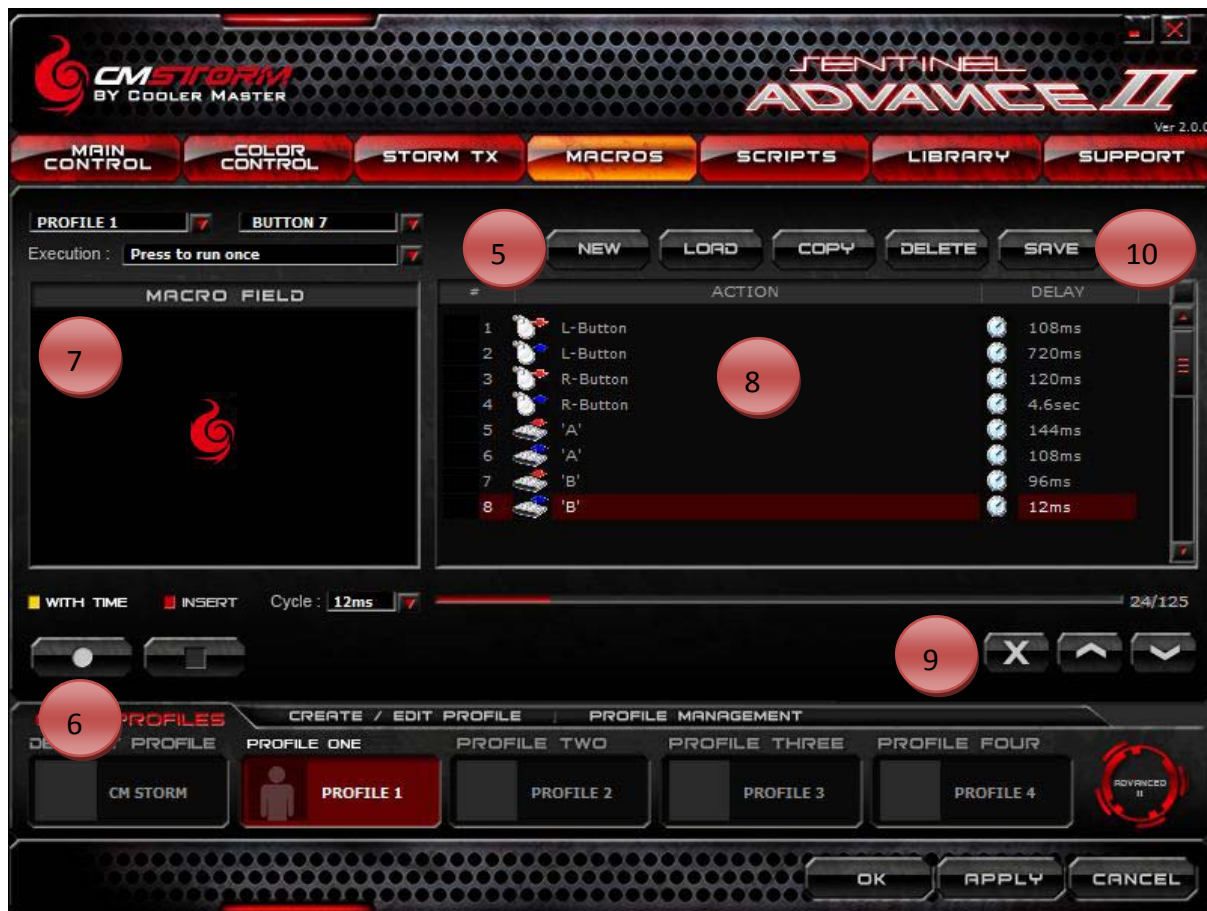 CMSTORM
BY COOLER MASTER
SENTINEL
ADVANCE II
Ver 2.0.0
MAIN CONTROL
COLOR CONTROL
STORM TX
MACROS
SCRIPTS
LIBRARY
SUPPORT
PROFILE 1
BUTTON 7
Execution : Press to run once
5
NEW
LOAD
COPY
DELETE
SAVE
10
MACRO FIELD
7
# ACTION DELAY
1 L-Button 108ms
2 L-Button 720ms
3 R-Button 120ms
4 R-Button 4.6sec
5 'A' 144ms
6 'A' 108ms
7 'B' 96ms
8 'B' 12ms
8
WITH TIME
INSERT
Cycle : 12ms
24/125
9
X
6
PROFILES
CREATE / EDIT PROFILE
PROFILE MANAGEMENT
PROFILE
PROFILE ONE
PROFILE TWO
PROFILE THREE
PROFILE FOUR
CM STORM
PROFILE 1
PROFILE 2
PROFILE 3
PROFILE 4
ADVANCED
II
OK
APPLY
CANCEL